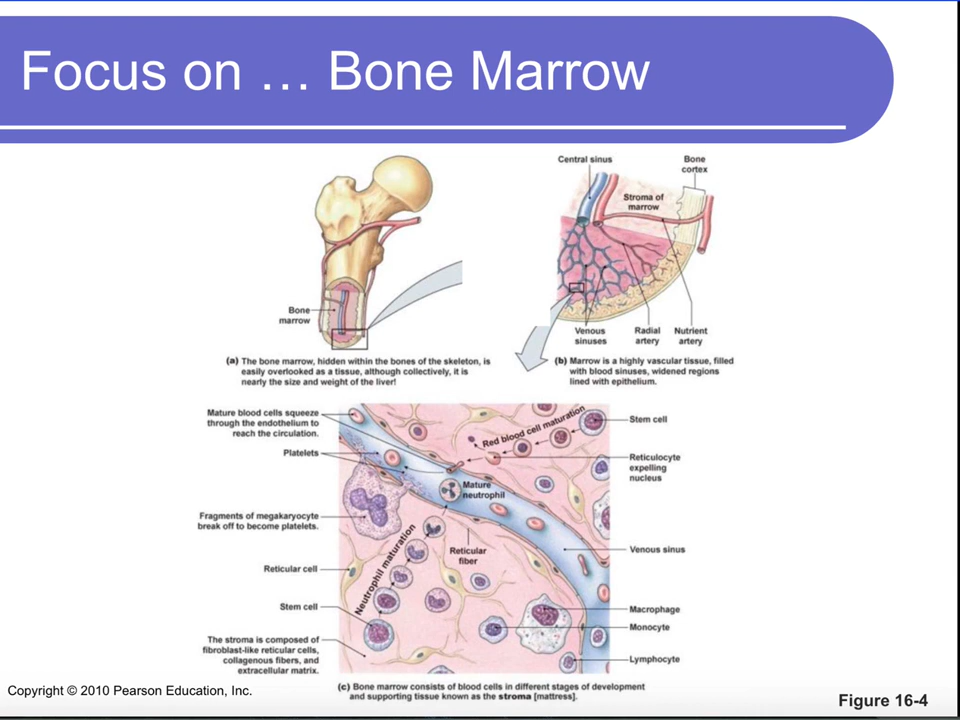 Focus on … Bone Marrow
Bone
marrow
(a) The bone marrow, hidden within the bones of the skeleton, is
easily overlooked as a tissue, although collectively, it is
nearly the size and weight of the liver!
Central sinus
Bone
cortex
Stroma of
marrow
Venous
sinuses
Radial
artery
Nutrient
artery
(b) Marrow is a highly vascular tissue, filled
with blood sinuses, widened regions
lined with epithelium.
Mature blood cells squeeze
through the endothelium to
reach the circulation.
Platelets
Fragments of megakaryocyte
break off to become platelets.
Reticular cell
Stem cell
The stroma is composed of
fibroblast-like reticular cells,
collagenous fibers, and
extracellular matrix.
Red blood cell maturation
Mature
neutrophil
Neutrophil maturation
Reticular
fiber
Stem cell
Reticulocyte
expelling
nucleus
Venous sinus
Macrophage
Monocyte
Lymphocyte
(c) Bone marrow consists of blood cells in different stages of development
and supporting tissue known as the stroma [mattress].
Copyright © 2010 Pearson Education, Inc.
Figure 16-4